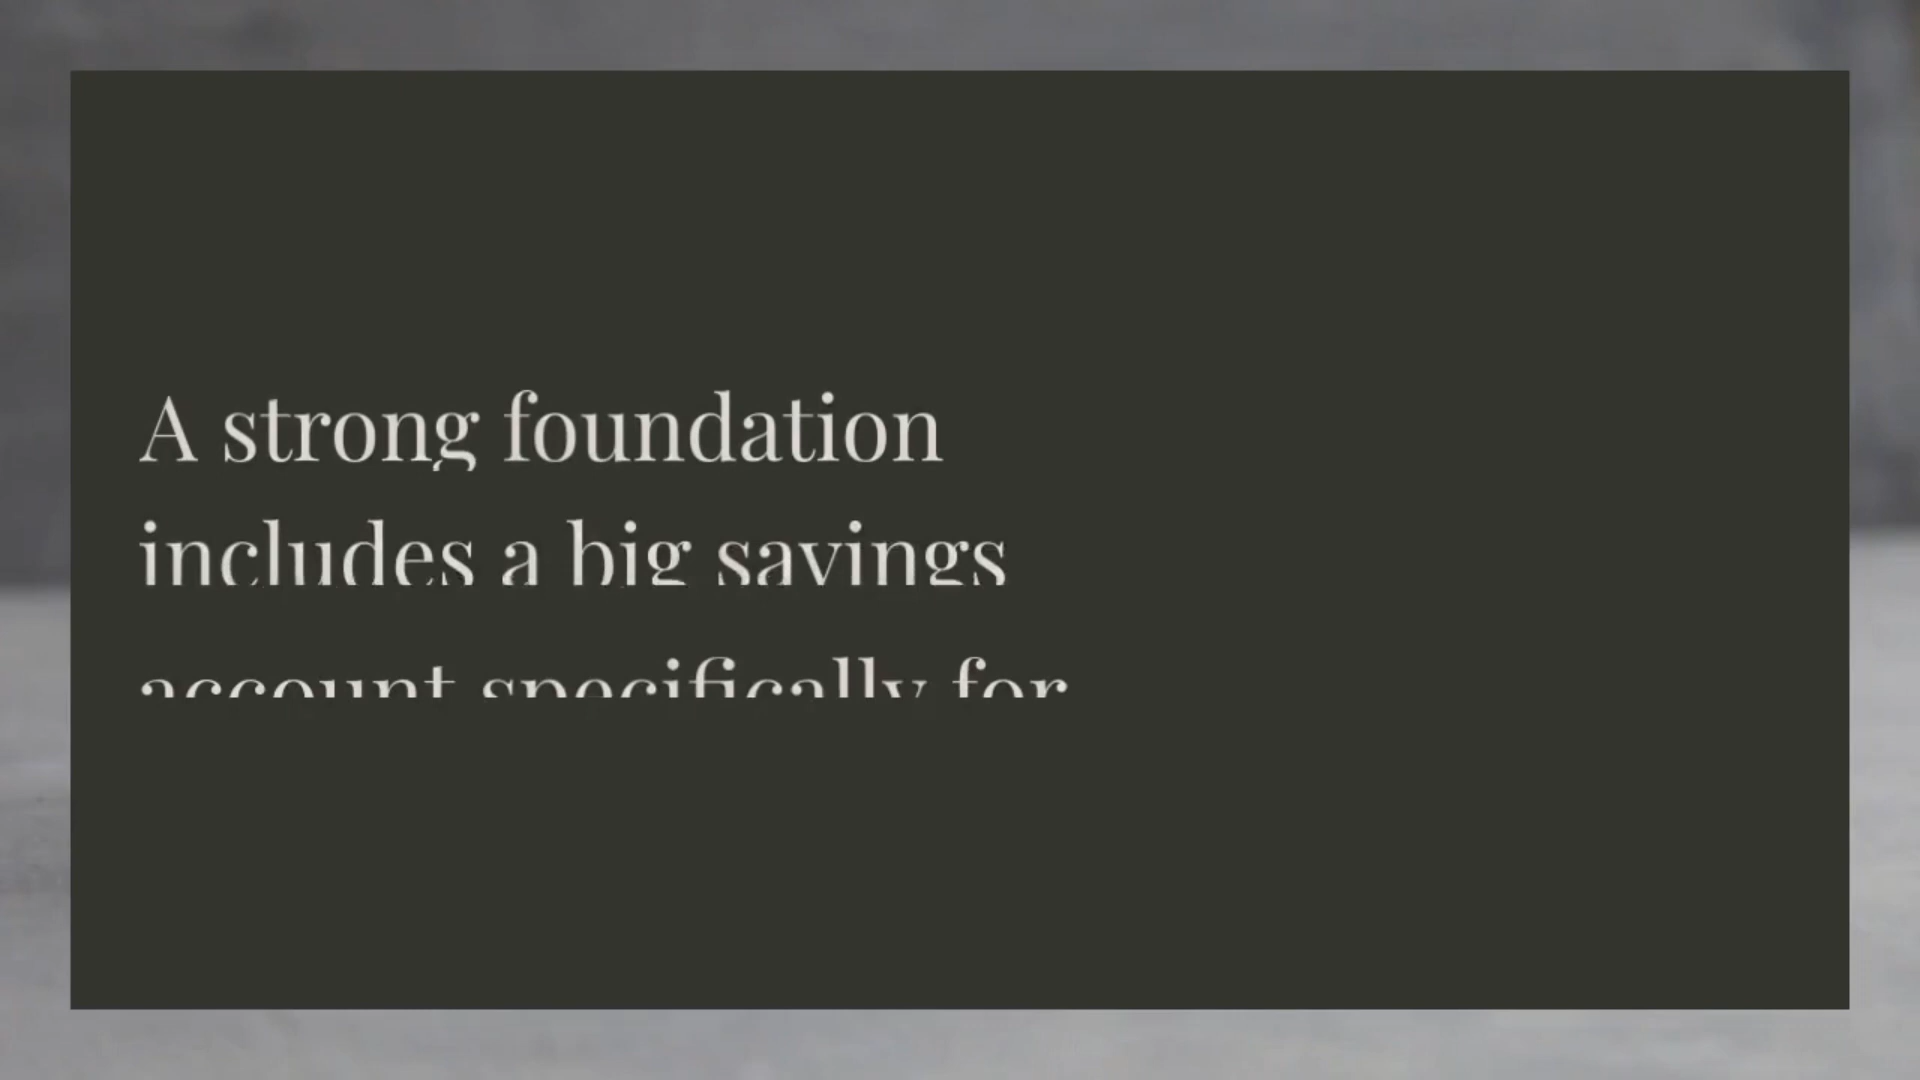 A strong foundation
includes a big savings
account specifically for